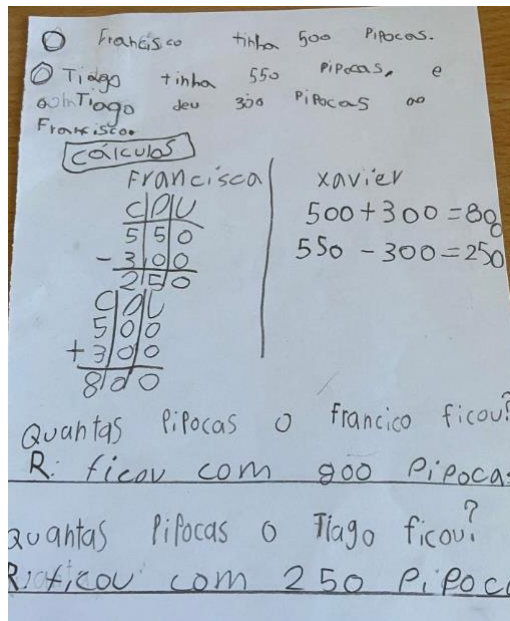 O Francisco tinha 500 Pipocas.
O Tiago tinha 550 PiPocas, e
Tiago deu 300 PiPocas ao
Francisco.
Cálculos
Francisca
C D U
5 5 0
- 3 0 0
2 5 0
C D U
5 0 0
+ 3 0 0
8 0 0
xavier
500 + 300 = 800
550 - 300 = 250
Quantas Pipocas o Francico ficou?
R: ficou com 800 Pipocas
Quantas PiPocas o Tiago ficou?
R: ficou com 250 PiPoc